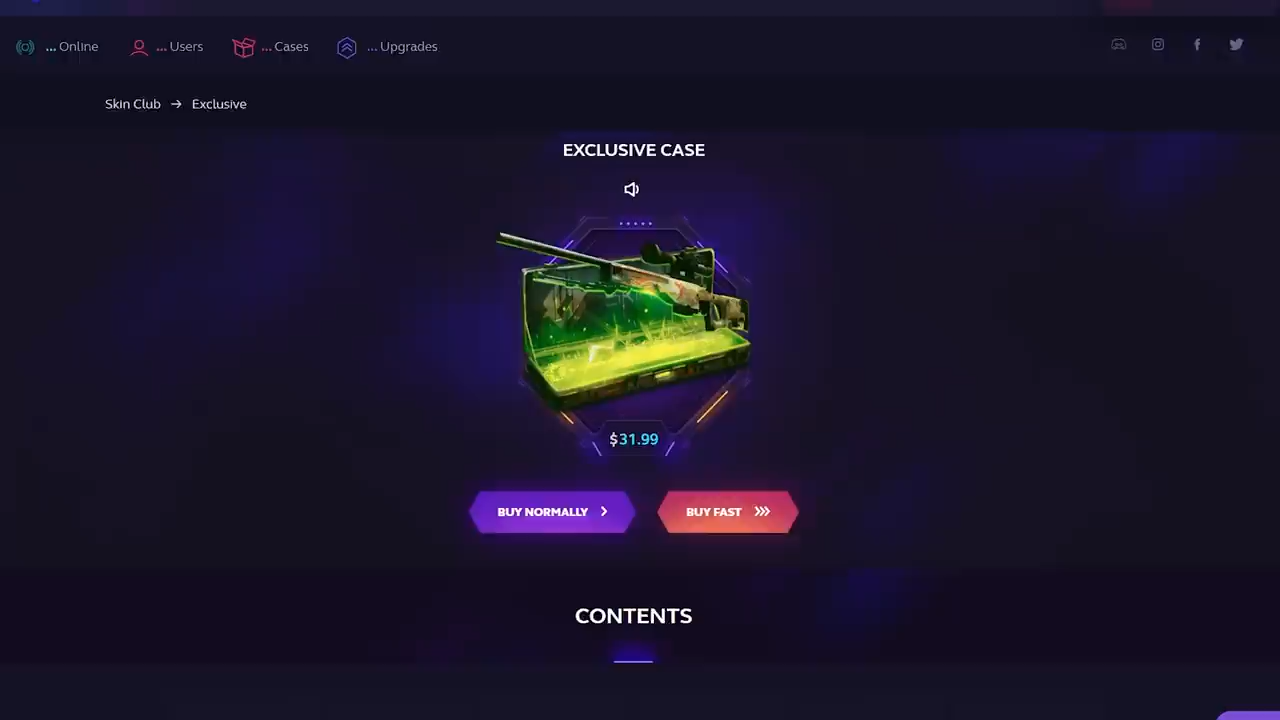 ... Online
... Users
... Cases
... Upgrades
Skin Club → Exclusive
EXCLUSIVE CASE
$31.99
BUY NORMALLY
BUY FAST
CONTENTS